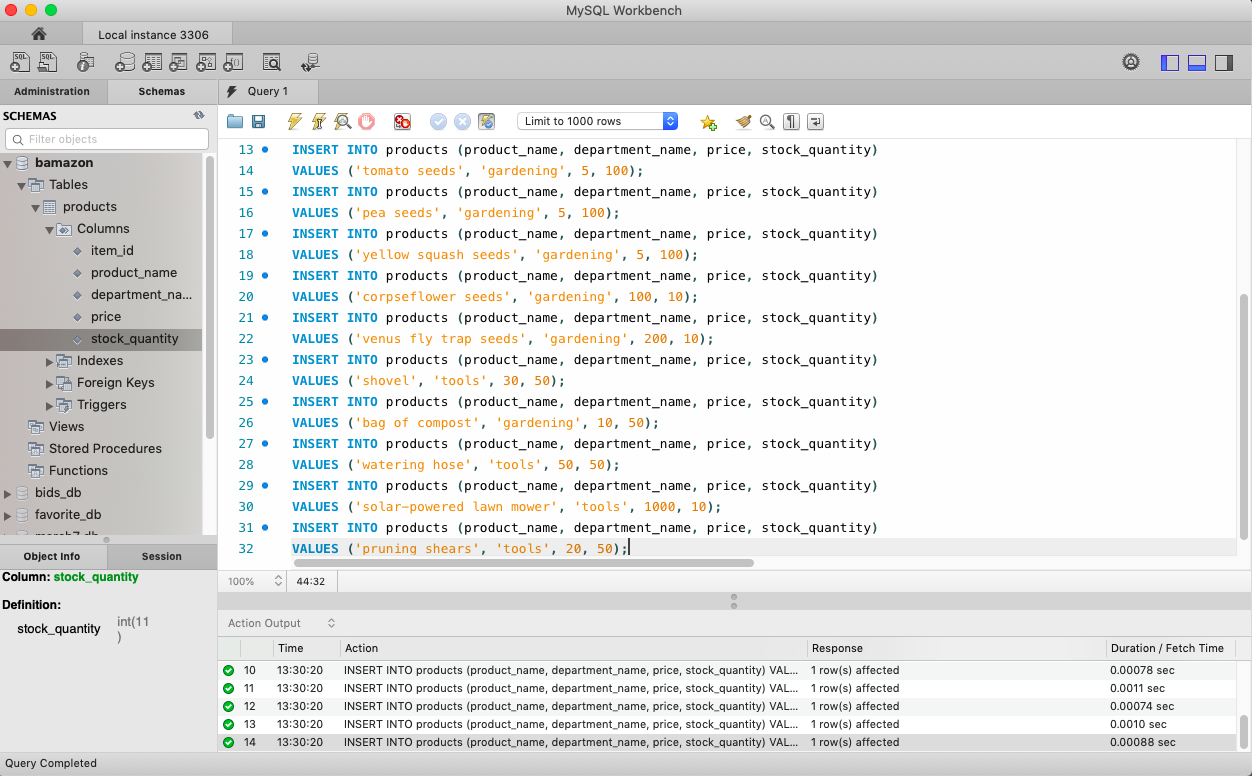 MySQL Workbench
Local instance 3306
Administration
Schemas
Query 1
SCHEMAS
Filter objects
bamazon
Tables
products
Columns
item_id
product_name
department_na...
price
stock_quantity
Indexes
Foreign Keys
Triggers
Views
Stored Procedures
Functions
bids_db
favorite_db
Object Info
Session
Column: stock_quantity
Definition:
stock_quantity int(11
)
Limit to 1000 rows
13 INSERT INTO products (product_name, department_name, price, stock_quantity)
14 VALUES ('tomato seeds', 'gardening', 5, 100);
15 INSERT INTO products (product_name, department_name, price, stock_quantity)
16 VALUES ('pea seeds', 'gardening', 5, 100);
17 INSERT INTO products (product_name, department_name, price, stock_quantity)
18 VALUES ('yellow squash seeds', 'gardening', 5, 100);
19 INSERT INTO products (product_name, department_name, price, stock_quantity)
20 VALUES ('corpseflower seeds', 'gardening', 100, 10);
21 INSERT INTO products (product_name, department_name, price, stock_quantity)
22 VALUES ('venus fly trap seeds', 'gardening', 200, 10);
23 INSERT INTO products (product_name, department_name, price, stock_quantity)
24 VALUES ('shovel', 'tools', 30, 50);
25 INSERT INTO products (product_name, department_name, price, stock_quantity)
26 VALUES ('bag of compost', 'gardening', 10, 50);
27 INSERT INTO products (product_name, department_name, price, stock_quantity)
28 VALUES ('watering hose', 'tools', 50, 50);
29 INSERT INTO products (product_name, department_name, price, stock_quantity)
30 VALUES ('solar-powered lawn mower', 'tools', 1000, 10);
31 INSERT INTO products (product_name, department_name, price, stock_quantity)
32 VALUES ('pruning shears', 'tools', 20, 50);
100%
44:32
Action Output
Time Action Response Duration / Fetch Time
10 13:30:20 INSERT INTO products (product_name, department_name, price, stock_quantity) VAL... 1 row(s) affected 0.00078 sec
11 13:30:20 INSERT INTO products (product_name, department_name, price, stock_quantity) VAL... 1 row(s) affected 0.0011 sec
12 13:30:20 INSERT INTO products (product_name, department_name, price, stock_quantity) VAL... 1 row(s) affected 0.00074 sec
13 13:30:20 INSERT INTO products (product_name, department_name, price, stock_quantity) VAL... 1 row(s) affected 0.0010 sec
14 13:30:20 INSERT INTO products (product_name, department_name, price, stock_quantity) VAL... 1 row(s) affected 0.00088 sec
Query Completed